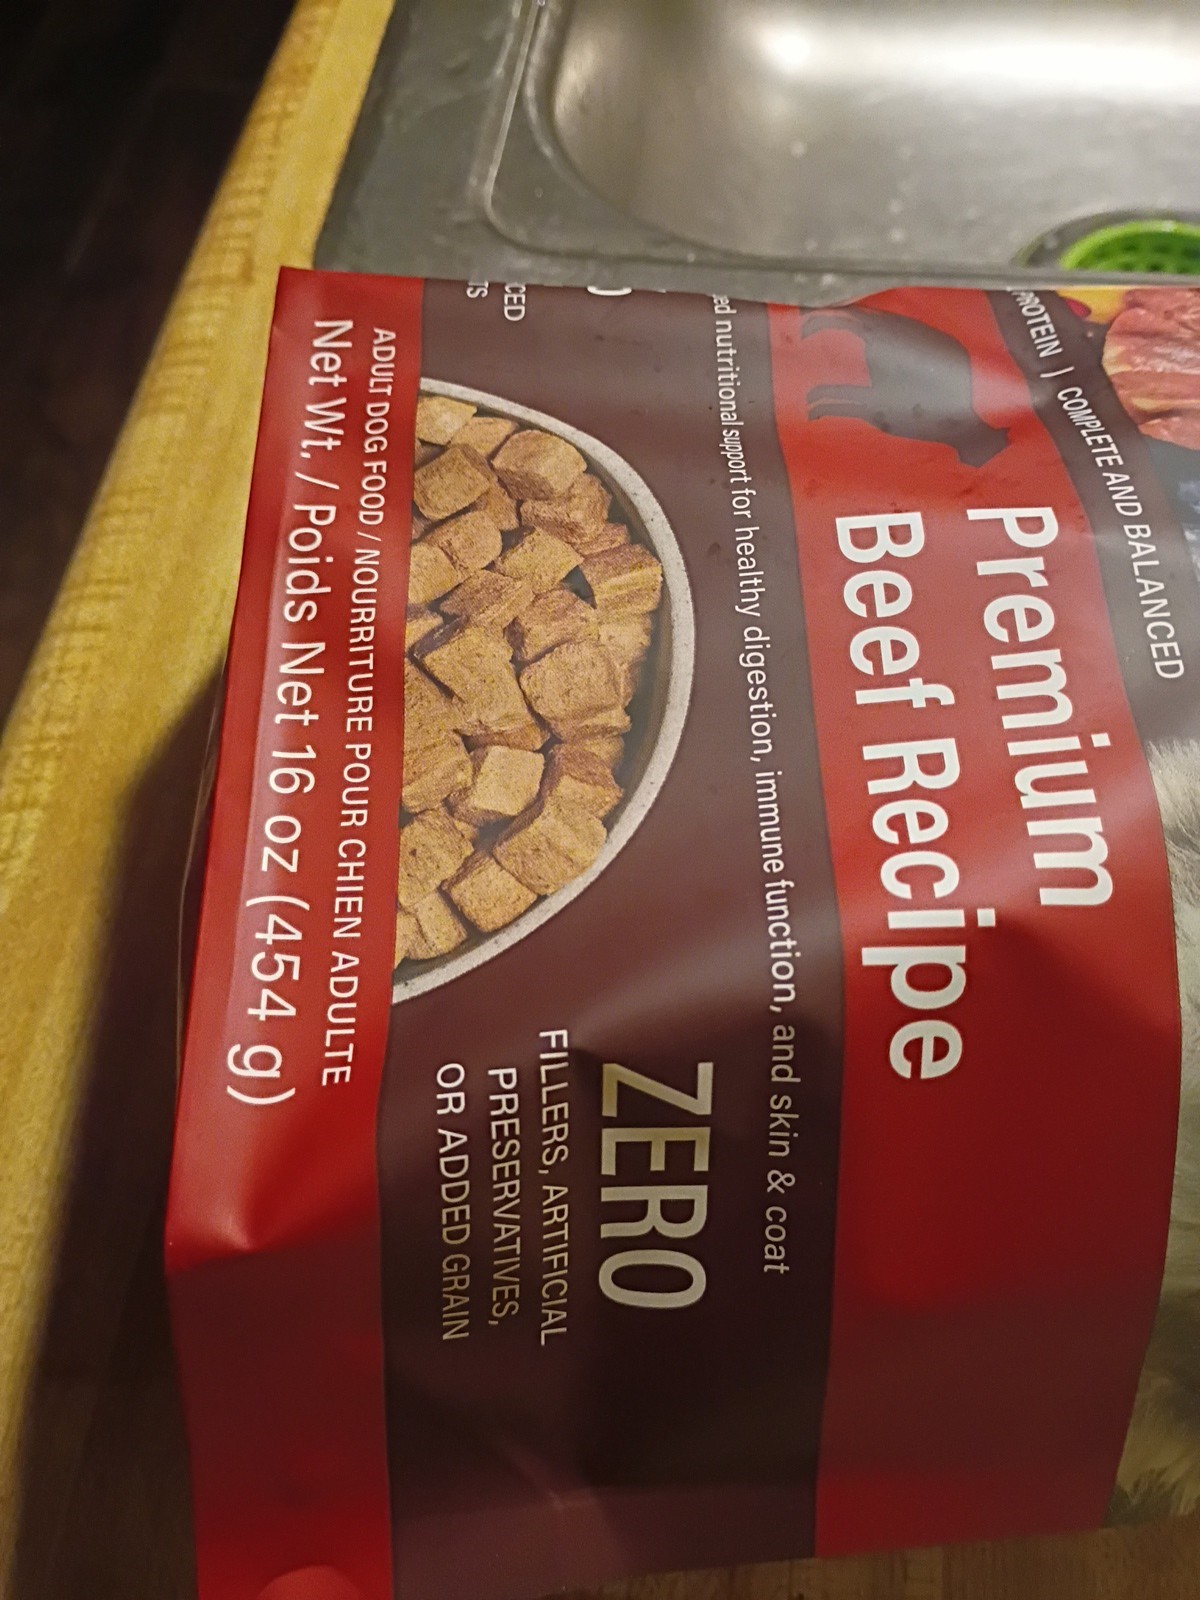 PROTEIN | COMPLETE AND BALANCED
Premium
Beef Recipe
nutritional support for healthy digestion, immune function, and skin & coat
ZERO
FILLERS, ARTIFICIAL
PRESERVATIVES,
OR ADDED GRAIN
ADULT DOG FOOD / NOURRITURE POUR CHIEN ADULTE
Net Wt. / Poids Net 16 oz (454 g)